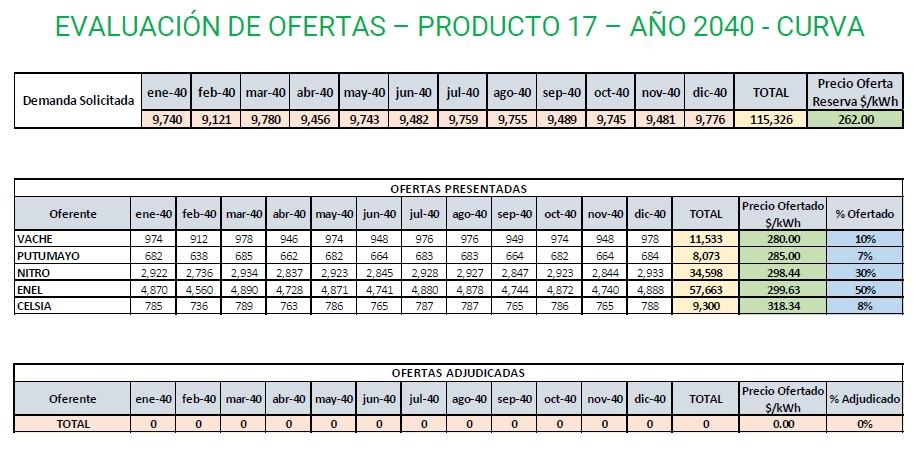 EVALUACIÓN DE OFERTAS – PRODUCTO 17 – AÑO 2040 - CURVA
Demanda Solicitada ene-40 feb-40 mar-40 abr-40 may-40 jun-40 jul-40 ago-40 sep-40 oct-40 nov-40 dic-40 TOTAL Precio Oferta Reserva $/kWh
9,740 9,121 9,780 9,456 9,743 9,482 9,759 9,755 9,489 9,745 9,481 9,776 115,326 262.00
OFERTAS PRESENTADAS
Oferente ene-40 feb-40 mar-40 abr-40 may-40 jun-40 jul-40 ago-40 sep-40 oct-40 nov-40 dic-40 TOTAL Precio Ofertado $/kWh % Ofertado
VACHE 974 912 978 946 974 948 976 976 949 974 948 978 11,533 280.00 10%
PUTUMAYO 682 638 685 662 682 664 683 683 664 682 664 684 8,073 285.00 7%
NITRO 2,922 2,736 2,934 2,837 2,923 2,845 2,928 2,927 2,847 2,923 2,844 2,933 34,598 298.44 30%
ENEL 4,870 4,560 4,890 4,728 4,871 4,741 4,880 4,878 4,744 4,872 4,740 4,888 57,663 299.63 50%
CELSIA 785 736 789 763 786 765 787 787 765 786 765 788 9,300 318.34 8%
OFERTAS ADJUDICADAS
Oferente ene-40 feb-40 mar-40 abr-40 may-40 jun-40 jul-40 ago-40 sep-40 oct-40 nov-40 dic-40 TOTAL Precio Ofertado $/kWh % Adjudicado
TOTAL 0 0 0 0 0 0 0 0 0 0 0 0 0 0.00 0%